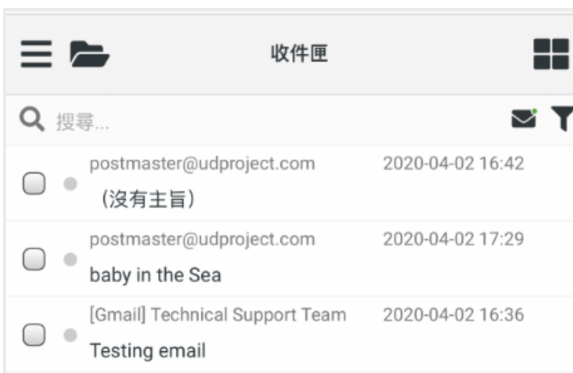 收件匣
搜尋...
postmaster@udproject.com 2020-04-02 16:42
（沒有主旨）
postmaster@udproject.com 2020-04-02 17:29
baby in the Sea
[Gmail] Technical Support Team 2020-04-02 16:36
Testing email